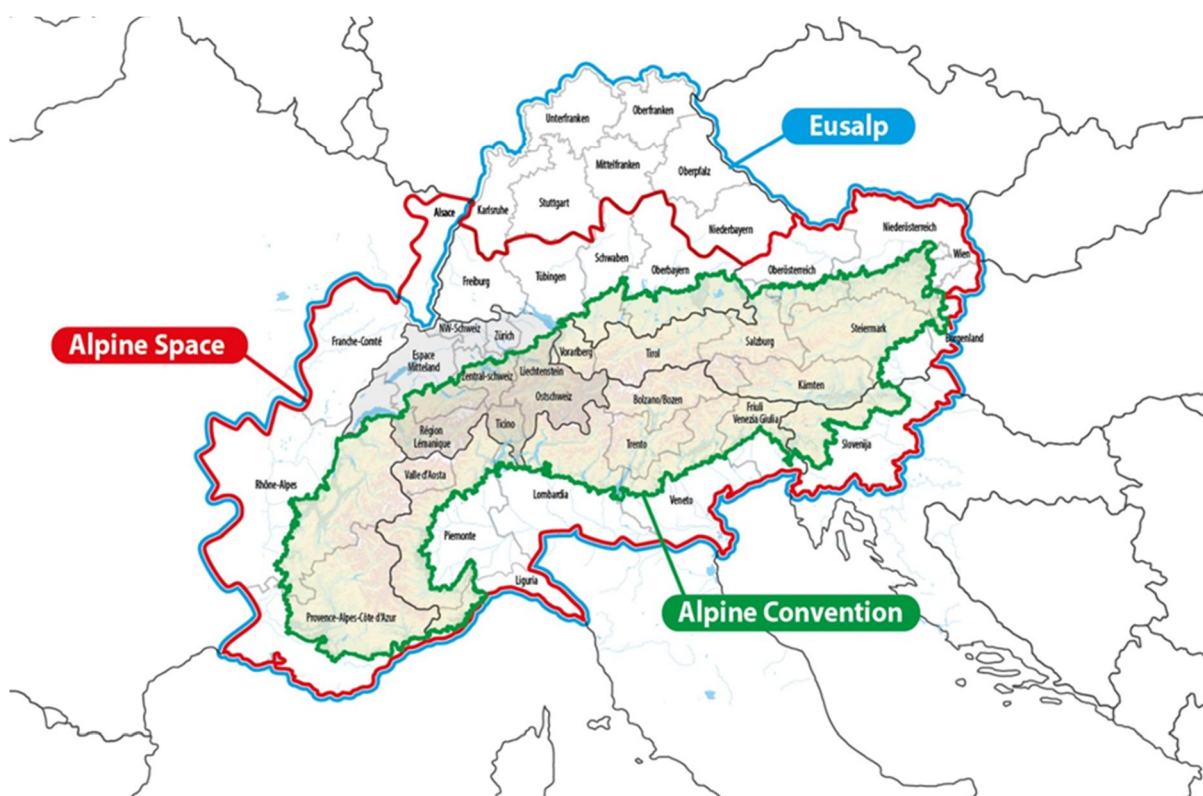 Unterfranken
Oberfranken
Eusalp
Mittelfranken
Oberpfalz
Alsace
Karlsruhe
Stuttgart
Niederbayern
Niederösterreich
Wien
Schwaben
Oberbayern
Oberösterreich
Freiburg
Tübingen
Alpine Space
Franche-Comté
NW-Schweiz
Zürich
Espace
Mitteland
Vorarlberg
Tirol
Salzburg
Steiermark
Burgenland
Zentral-schweiz
Liechtenstein
Ostschweiz
Bolzano/Bozen
Kärnten
Friuli
Venezia Giulia
Région
Lémanique
Ticino
Trento
Slovenija
Rhône-Alpes
Valle d'Aosta
Lombardia
Veneto
Piemonte
Liguria
Provence-Alpes-Côte d'Azur
Alpine Convention